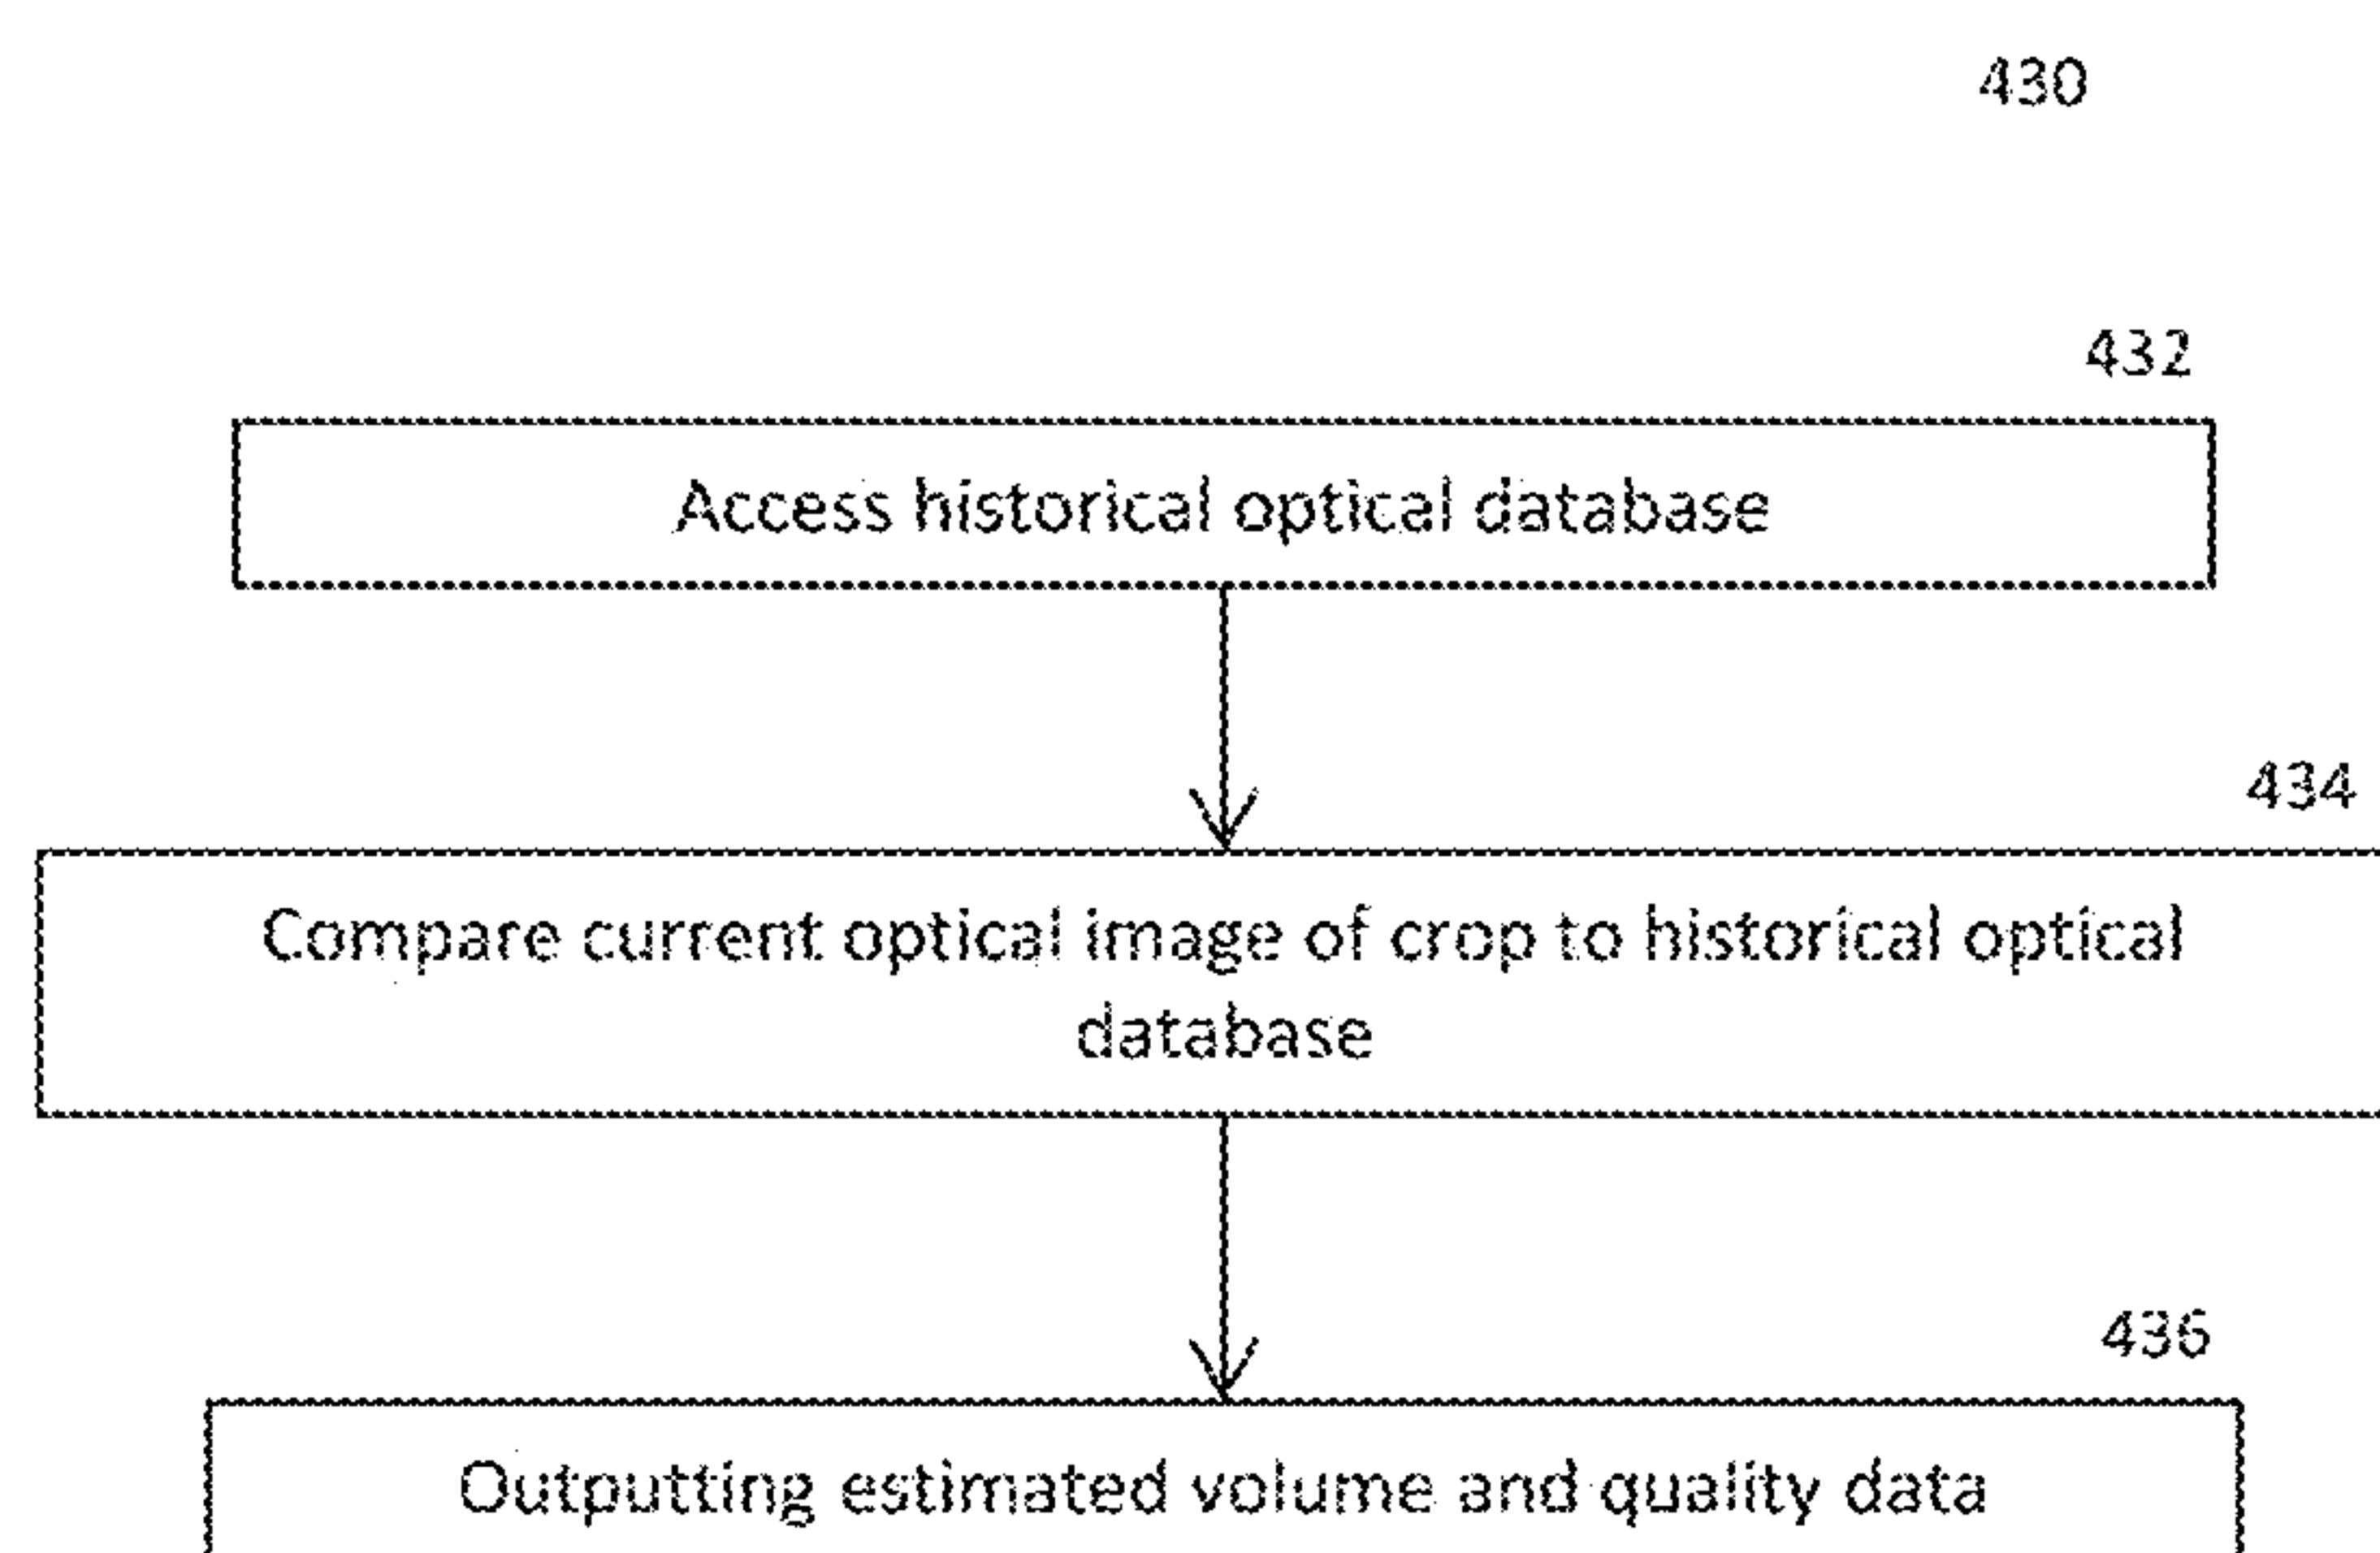 430
432
Access historical optical database
434
Compare current optical image of crop to historical optical
database
436
Outputting estimated volume and quality data